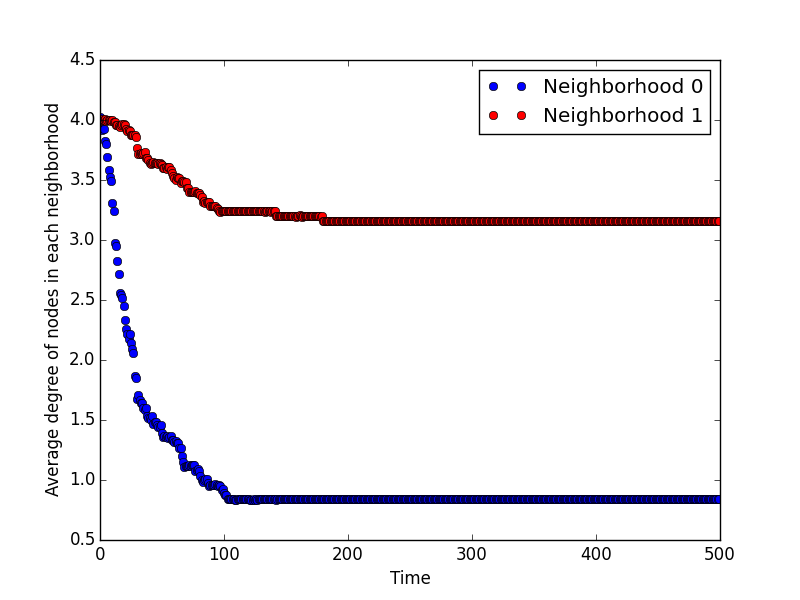 4.5
4.0
3.5
3.0
2.5
2.0
1.5
1.0
0.5
Average degree of nodes in each neighborhood
Neighborhood 0
Neighborhood 1
0 100 200 300 400 500
Time